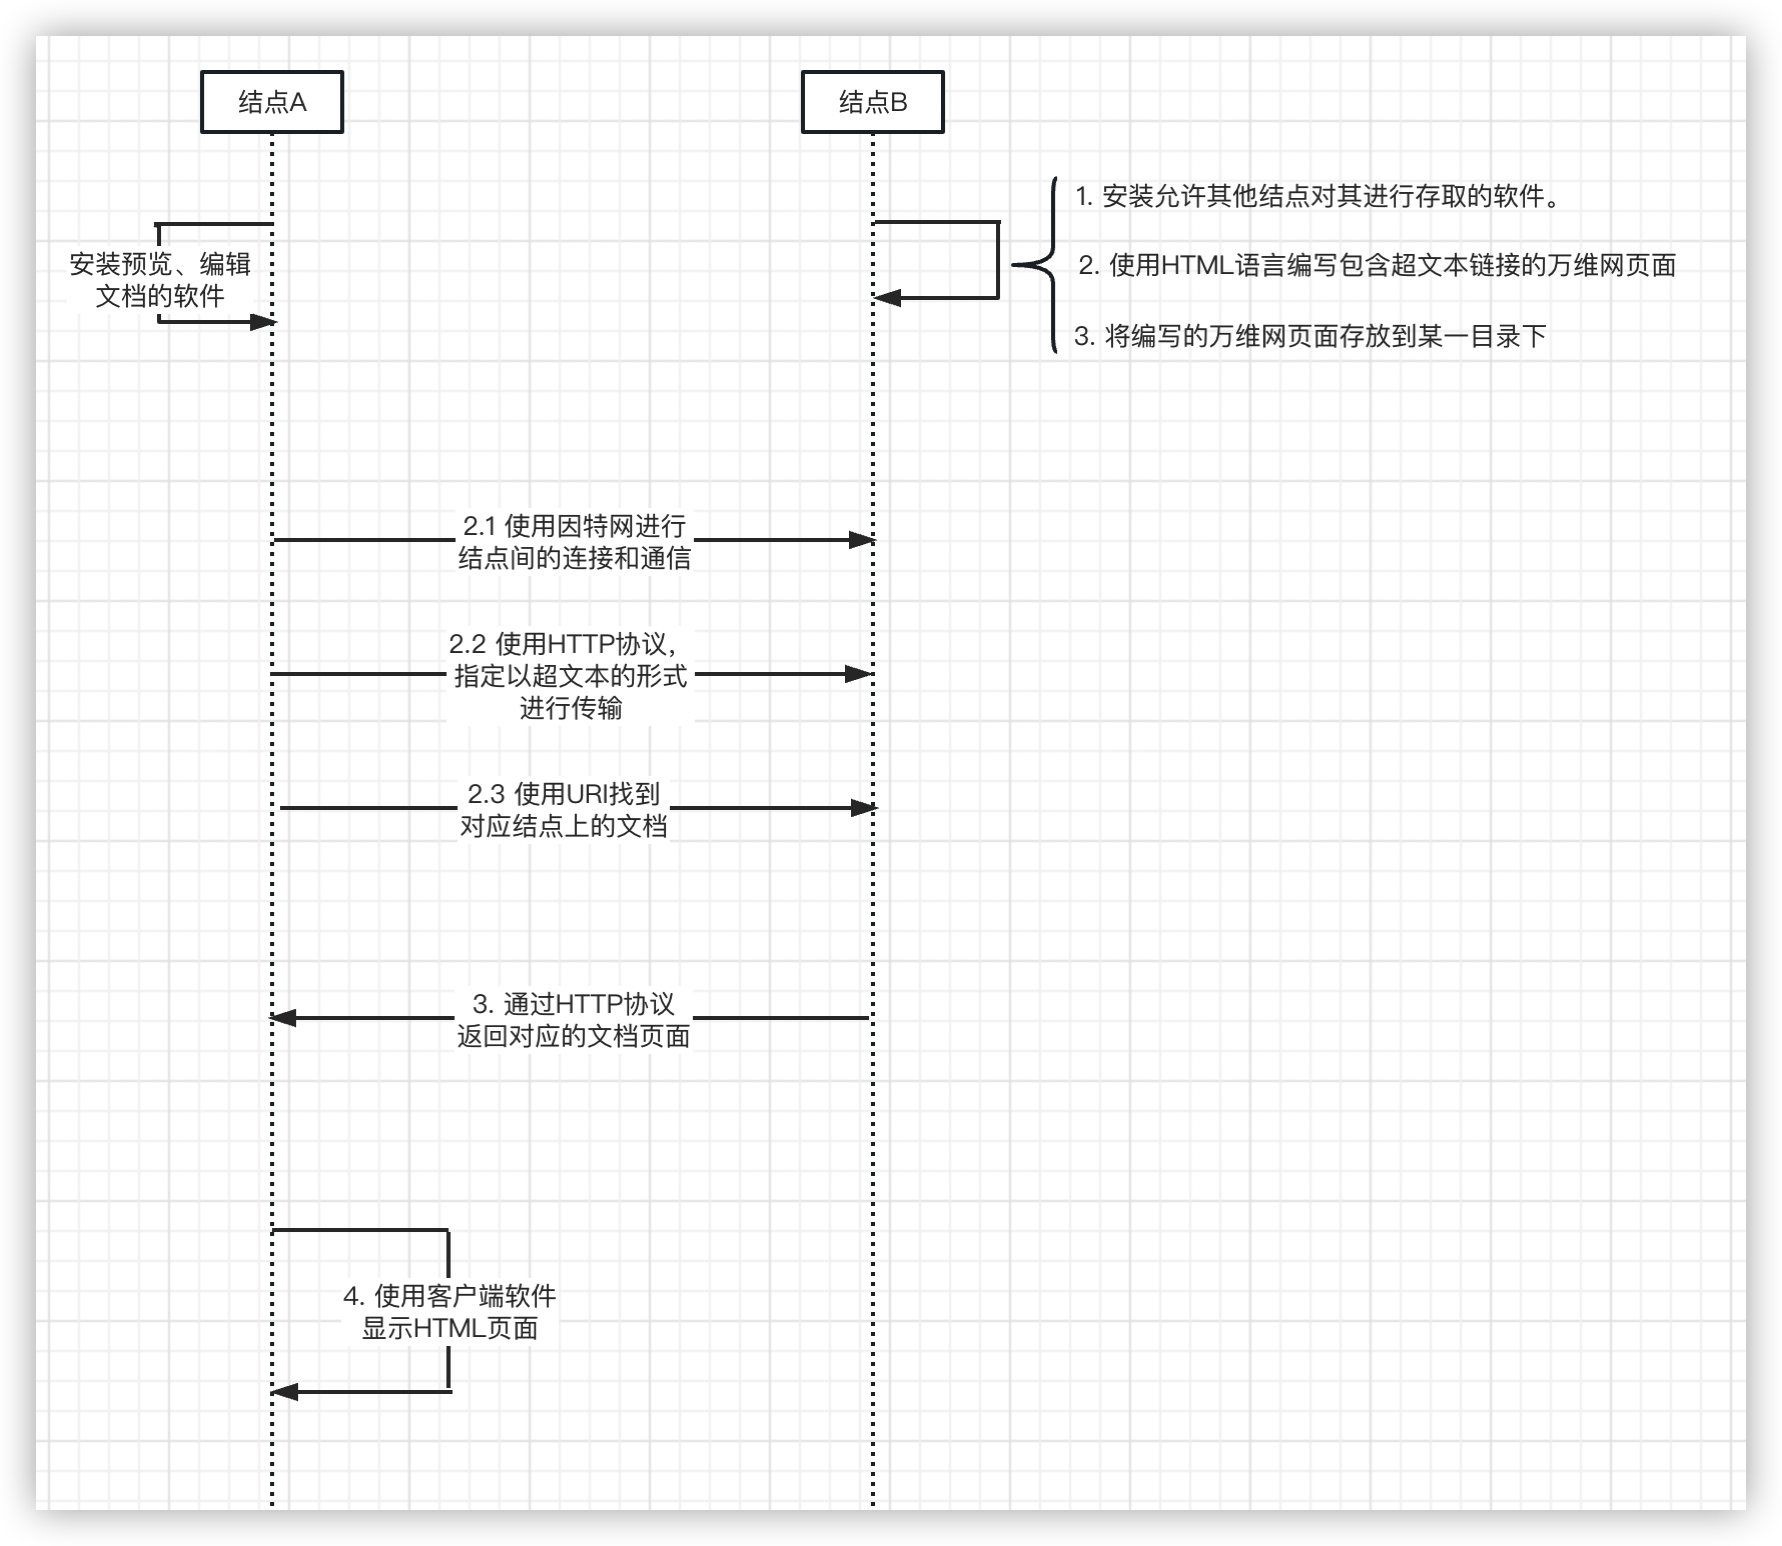 结点A
结点B
安装预览、编辑
文档的软件
1. 安装允许其他结点对其进行存取的软件。
2. 使用HTML语言编写包含超文本链接的万维网页面
3. 将编写的万维网页面存放到某一目录下
2.1 使用因特网进行
结点间的连接和通信
2.2 使用HTTP协议，
指定以超文本的形式
进行传输
2.3 使用URI找到
对应结点上的文档
3. 通过HTTP协议
返回对应的文档页面
4. 使用客户端软件
显示HTML页面